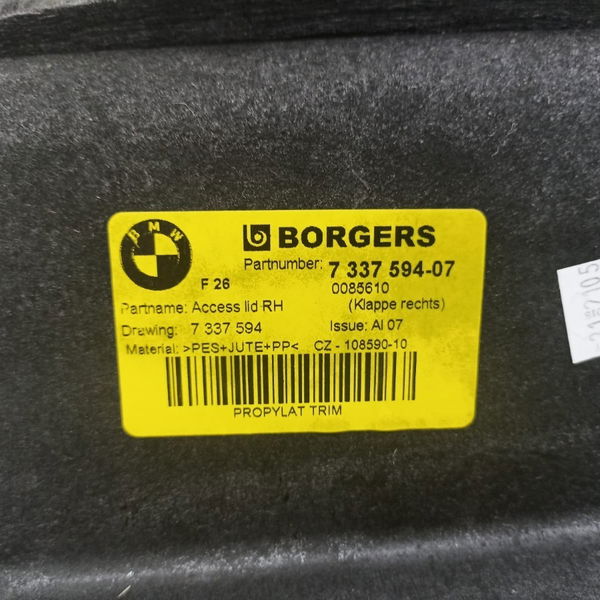 BMW
BORGERS
Partnumber: 7 337 594-07
F 26
0085610
Partname: Access lid RH
(Klappe rechts)
Drawing: 7 337 594
Issue: AI 07
Material: >PES+JUTE+PP< CZ - 108590-10
PROPYLAT TRIM